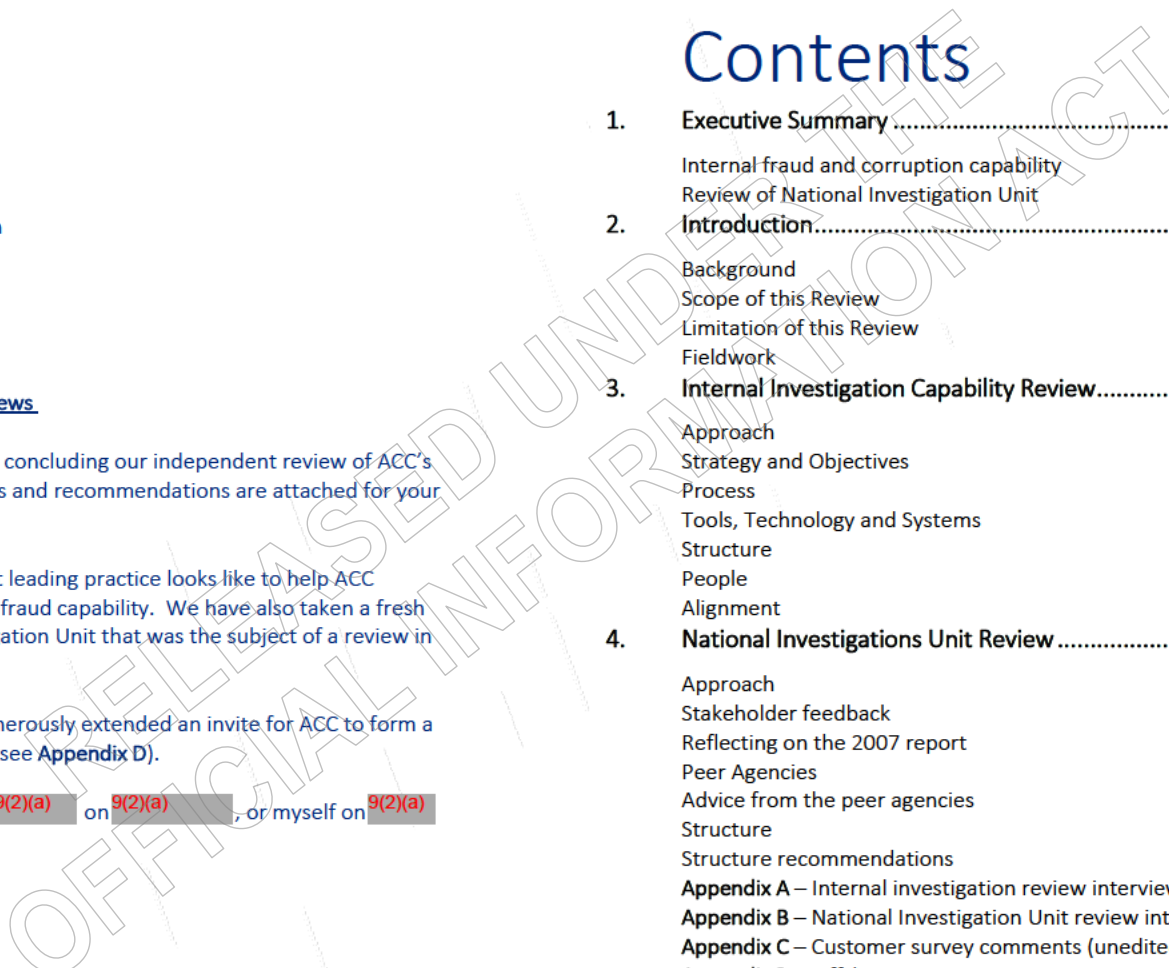 ews
concluding our independent review of ACC's
s and recommendations are attached for your
leading practice looks like to help ACC
fraud capability. We have also taken a fresh
ation Unit that was the subject of a review in
nerously extended an invite for ACC to form a
see Appendix D).
9(2)(a) on 9(2)(a) , or myself on 9(2)(a)
Contents
1. Executive Summary
Internal fraud and corruption capability
Review of National Investigation Unit
2. Introduction
Background
Scope of this Review
Limitation of this Review
Fieldwork
3. Internal Investigation Capability Review
Approach
Strategy and Objectives
Process
Tools, Technology and Systems
Structure
People
Alignment
4. National Investigations Unit Review
Approach
Stakeholder feedback
Reflecting on the 2007 report
Peer Agencies
Advice from the peer agencies
Structure
Structure recommendations
Appendix A – Internal investigation review interview
Appendix B – National Investigation Unit review int
Appendix C – Customer survey comments (unedite
RELEASED UNDER THE
OFFICIAL INFORMATION ACT